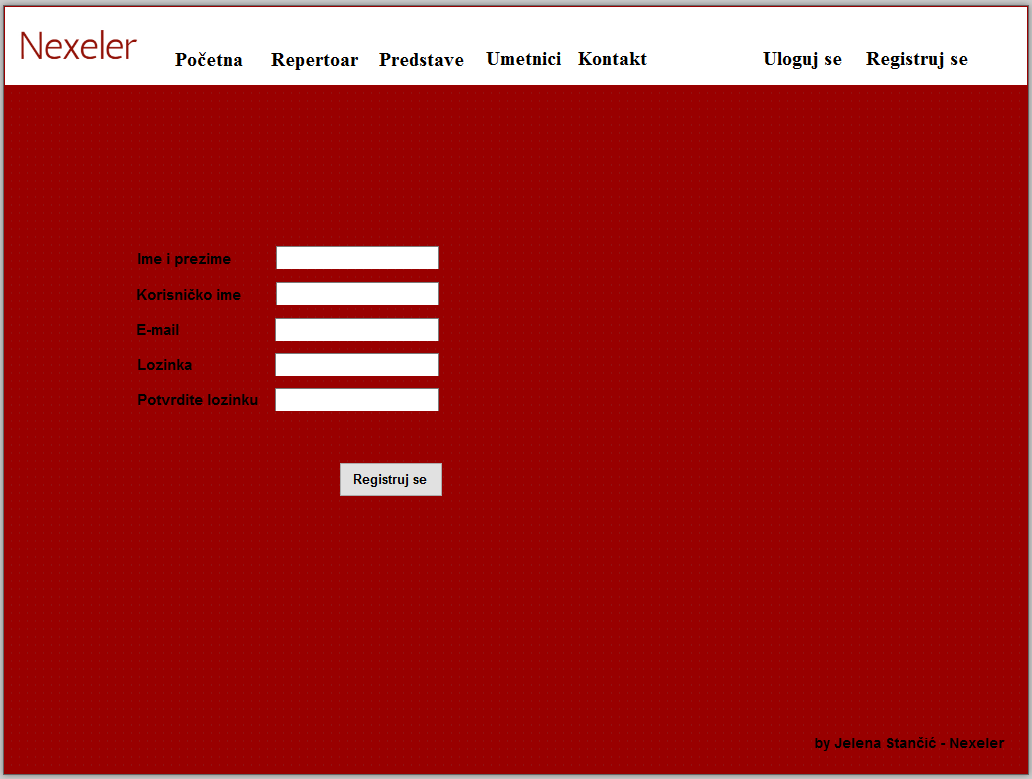 Nexeler
Početna Repertoar Predstave Umetnici Kontakt Uloguj se Registruj se
Ime i prezime
Korisničko ime
E-mail
Lozinka
Potvrdite lozinku
Registruj se
by Jelena Stančić - Nexeler